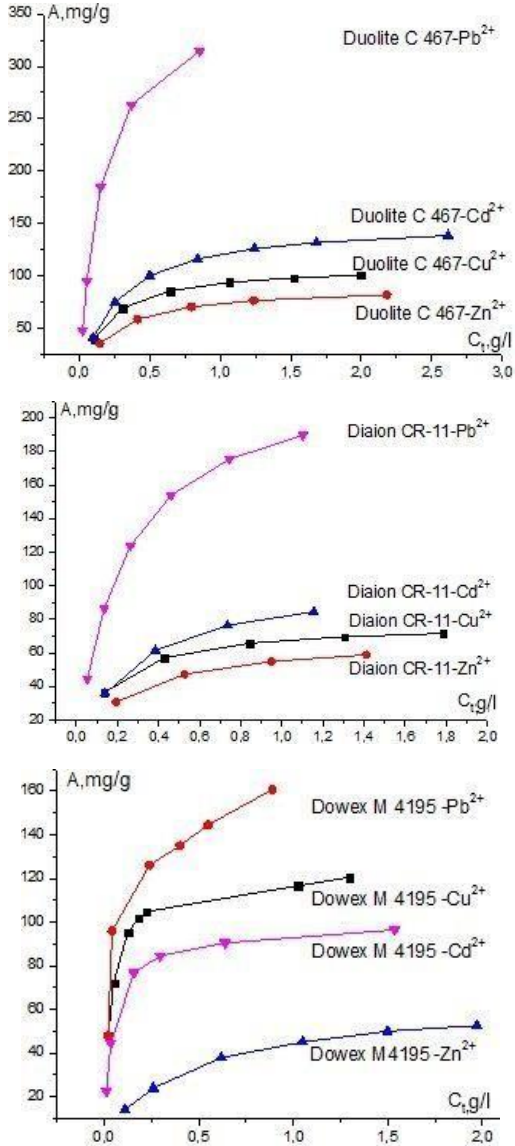 A,mg/g
350
Duolite C 467-Pb²⁺
300
250
200
150
Duolite C 467-Cd²⁺
Duolite C 467-Cu²⁺
100
Duolite C 467-Zn²⁺
50
Cₜ,g/l
0,0 0,5 1,0 1,5 2,0 2,5 3,0
A,mg/g
200
Diaion CR-11-Pb²⁺
180
160
140
120
100
Diaion CR-11-Cd²⁺
80
Diaion CR-11-Cu²⁺
60
Diaion CR-11-Zn²⁺
40
Cₜ,g/l
20
0,0 0,2 0,4 0,6 0,8 1,0 1,2 1,4 1,6 1,8 2,0
A,mg/g
160
Dowex M 4195 -Pb²⁺
140
120
Dowex M 4195 -Cu²⁺
100
Dowex M 4195 -Cd²⁺
80
60
40
Dowex M4195 -Zn²⁺
20
Cₜ,g/l
0,0 0,5 1,0 1,5 2,0